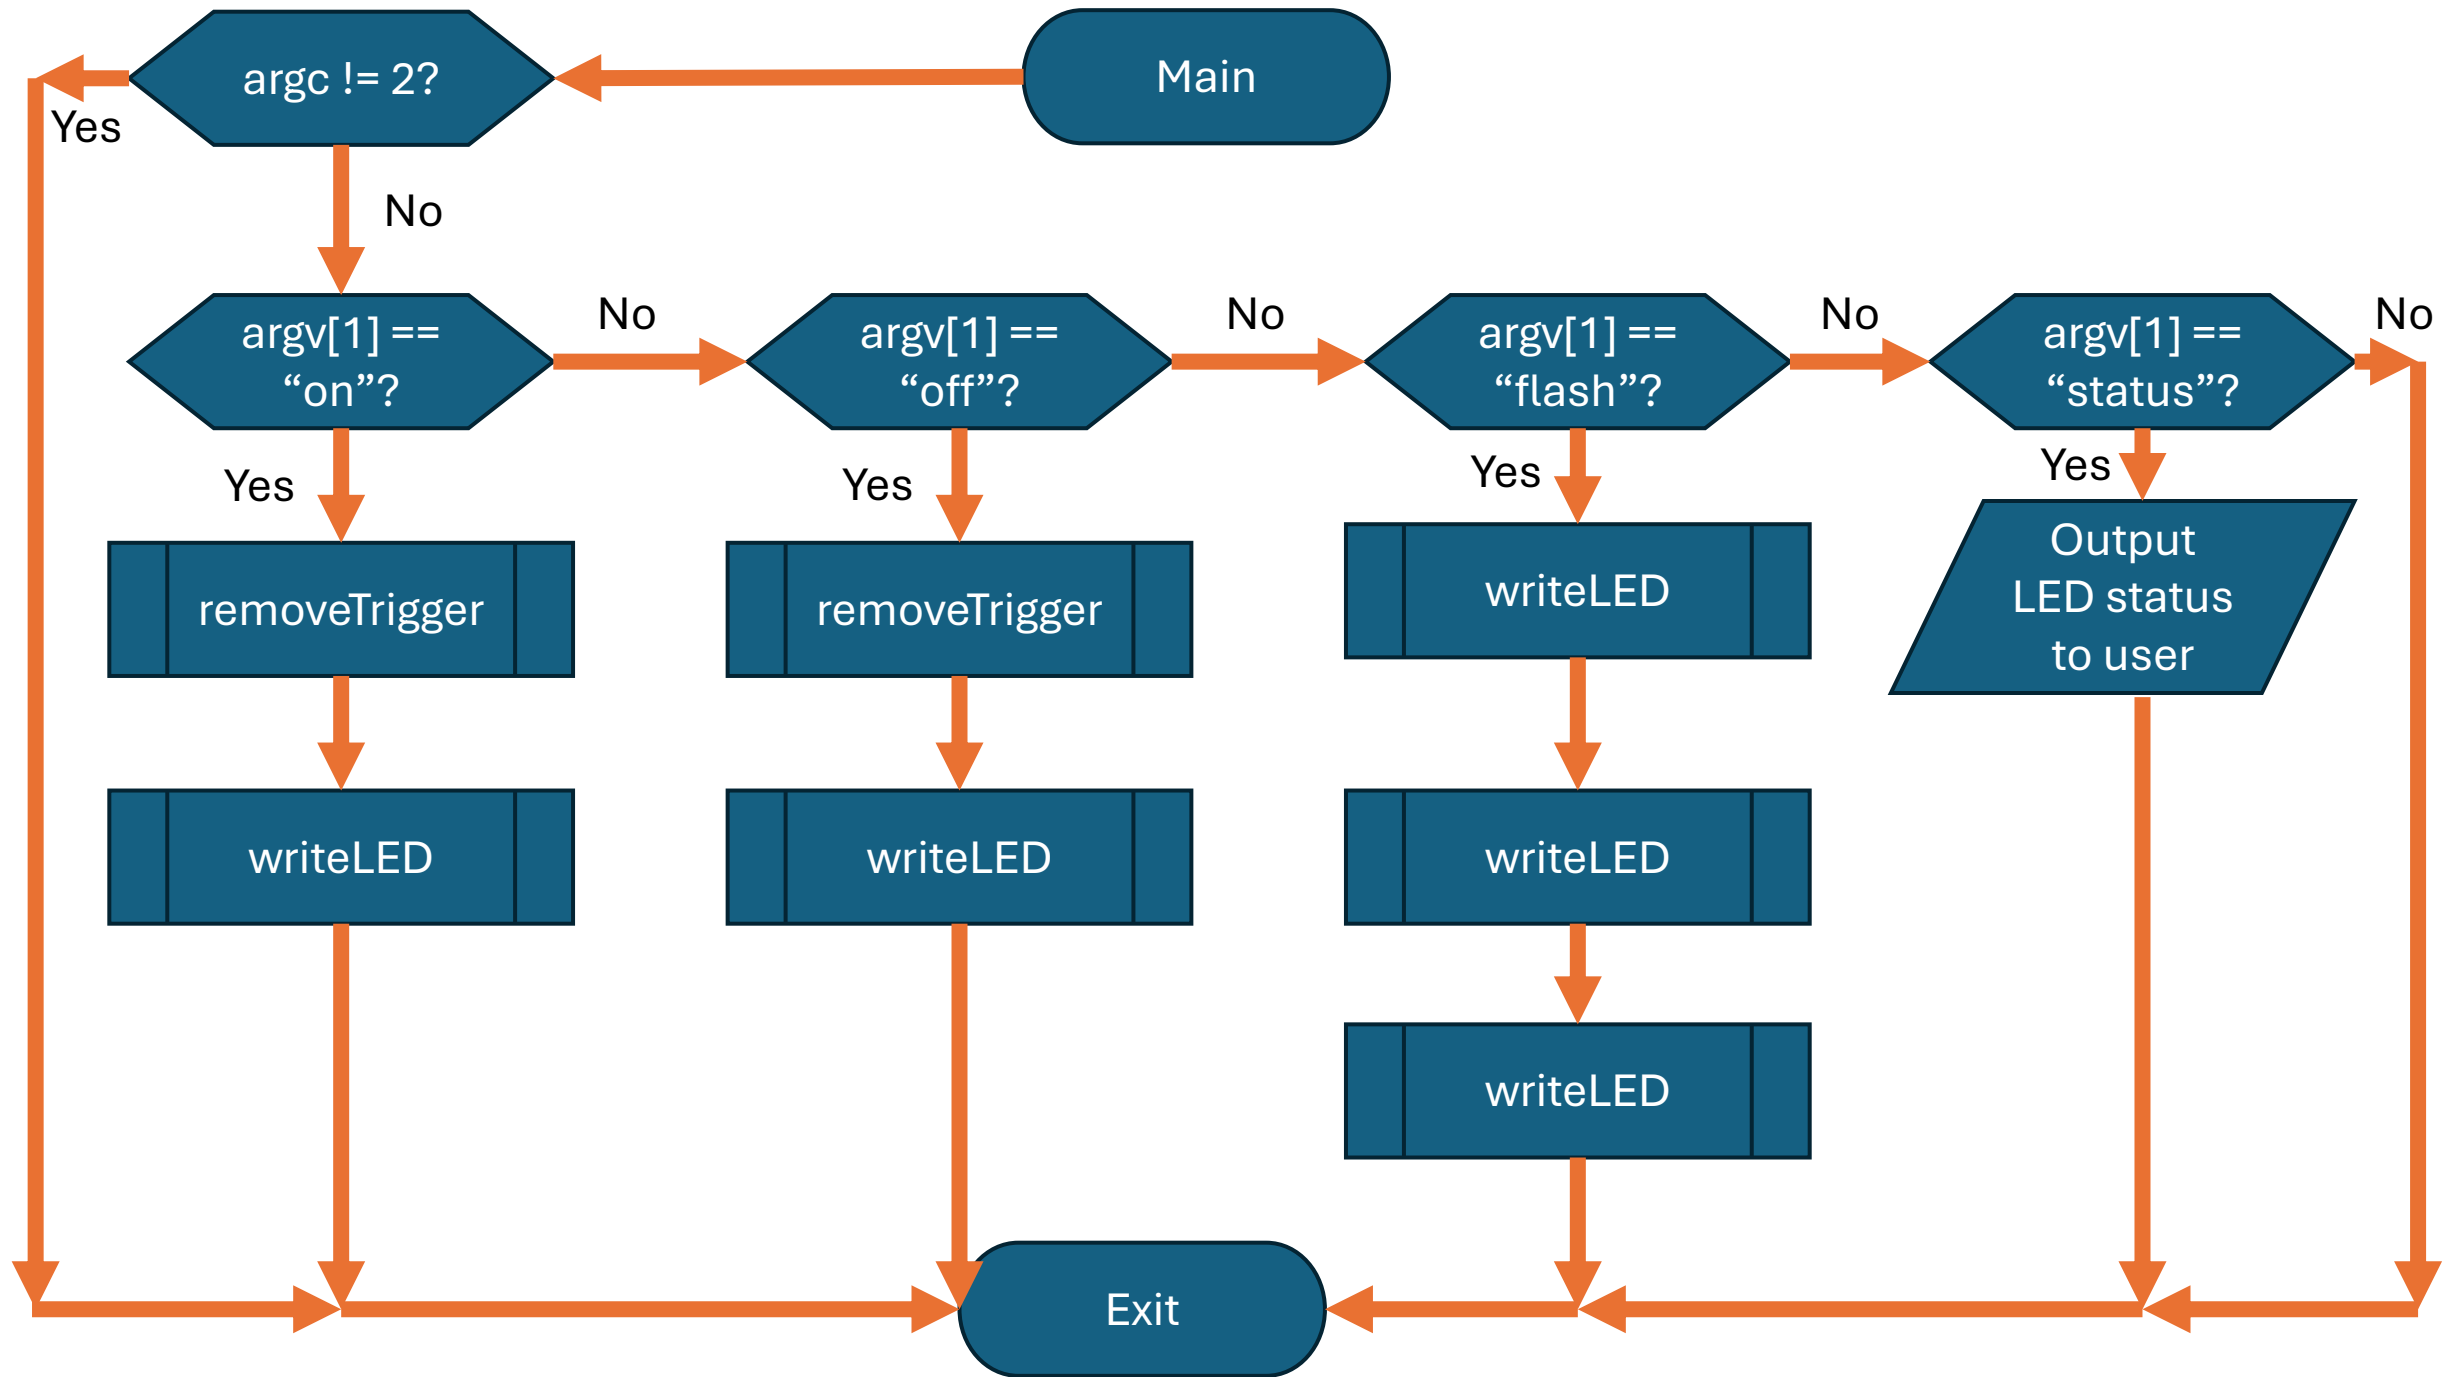 argc != 2?
Main
Yes
No
argv[1] ==
“on”?
No
argv[1] ==
“off”?
No
argv[1] ==
“flash”?
No
argv[1] ==
“status”?
No
Yes
Yes
Yes
Yes
removeTrigger
removeTrigger
writeLED
Output
LED status
to user
writeLED
writeLED
writeLED
writeLED
Exit